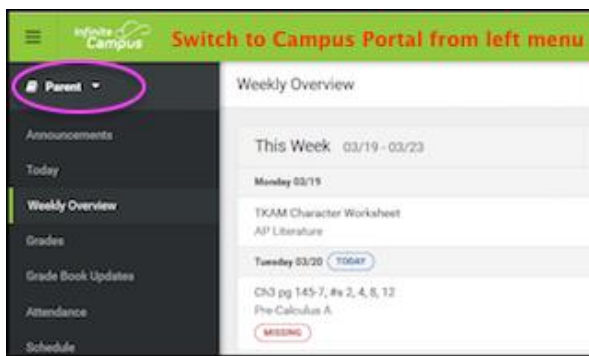 Infinite
Campus
Switch to Campus Portal from left menu
Parent
Weekly Overview
Announcements
Today
Weekly Overview
Grades
Grade Book Updates
Attendance
Schedule
This Week 03/19 - 03/23
Monday 03/19
TKAM Character Worksheet
AP Literature
Tuesday 03/20 TODAY
Ch3 pg 145-7, #s 2, 4, 8, 12
Pre-Calculus A
MISSING